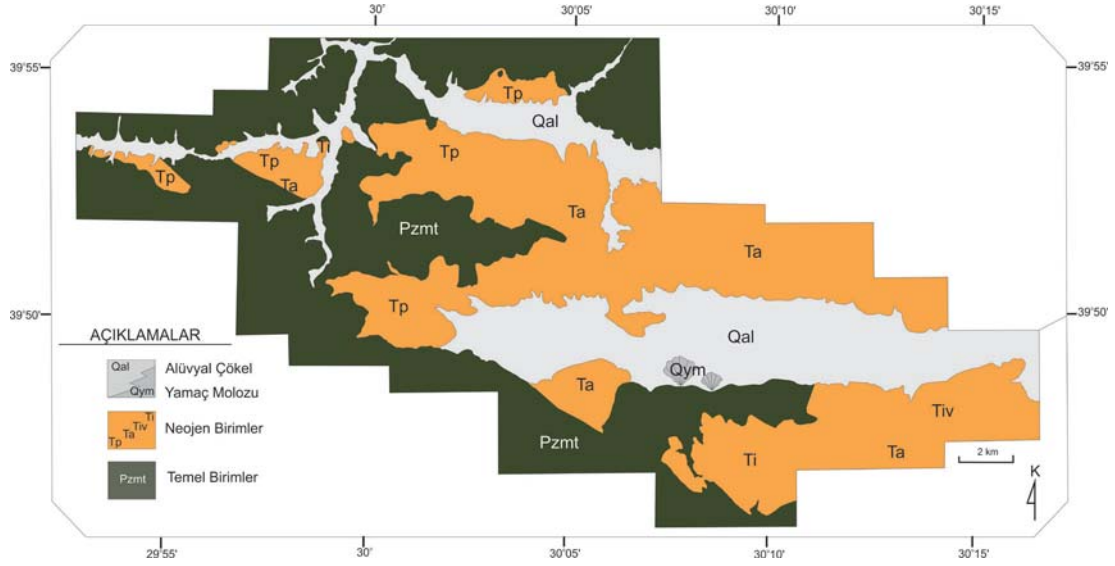 30'
30'05'
30'10'
30'15'
39'55'
39'55'
Tp
Qal
Ti
Tp
Tp
Tp
Ta
Ta
Pzmt
Ta
39'50'
39'50'
Tp
Qal
Qym
Ta
Tiv
Pzmt
Ti
Ta
2 km
K
AÇIKLAMALAR
Qal
Qym
Alüvyal Çökel
Yamaç Molozu
Tp Ta Tiv Ti
Neojen Birimler
Pzmt
Temel Birimler
29'55'
30'
30'05'
30'10'
30'15'